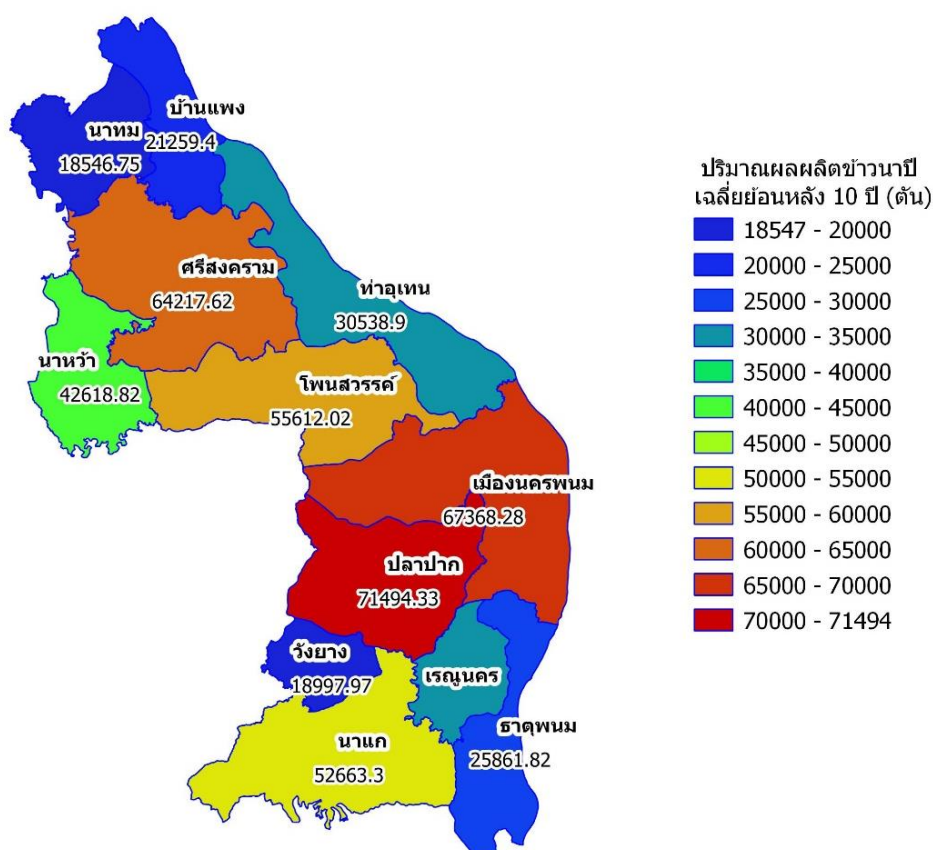 บ้านแพง
21259.4
นาทม
18546.75
ศรีสงคราม
64217.62
ท่าอุเทน
30538.9
นาหว้า
42618.82
โพนสวรรค์
55612.02
เมืองนครพนม
67368.28
ปลาปาก
71494.33
วังยาง
18997.97
เรณูนคร
นาแก
52663.3
ธาตุพนม
25861.82
ปริมาณผลผลิตข้าวนาปี
เฉลี่ยย้อนหลัง 10 ปี (ตัน)
18547 - 20000
20000 - 25000
25000 - 30000
30000 - 35000
35000 - 40000
40000 - 45000
45000 - 50000
50000 - 55000
55000 - 60000
60000 - 65000
65000 - 70000
70000 - 71494